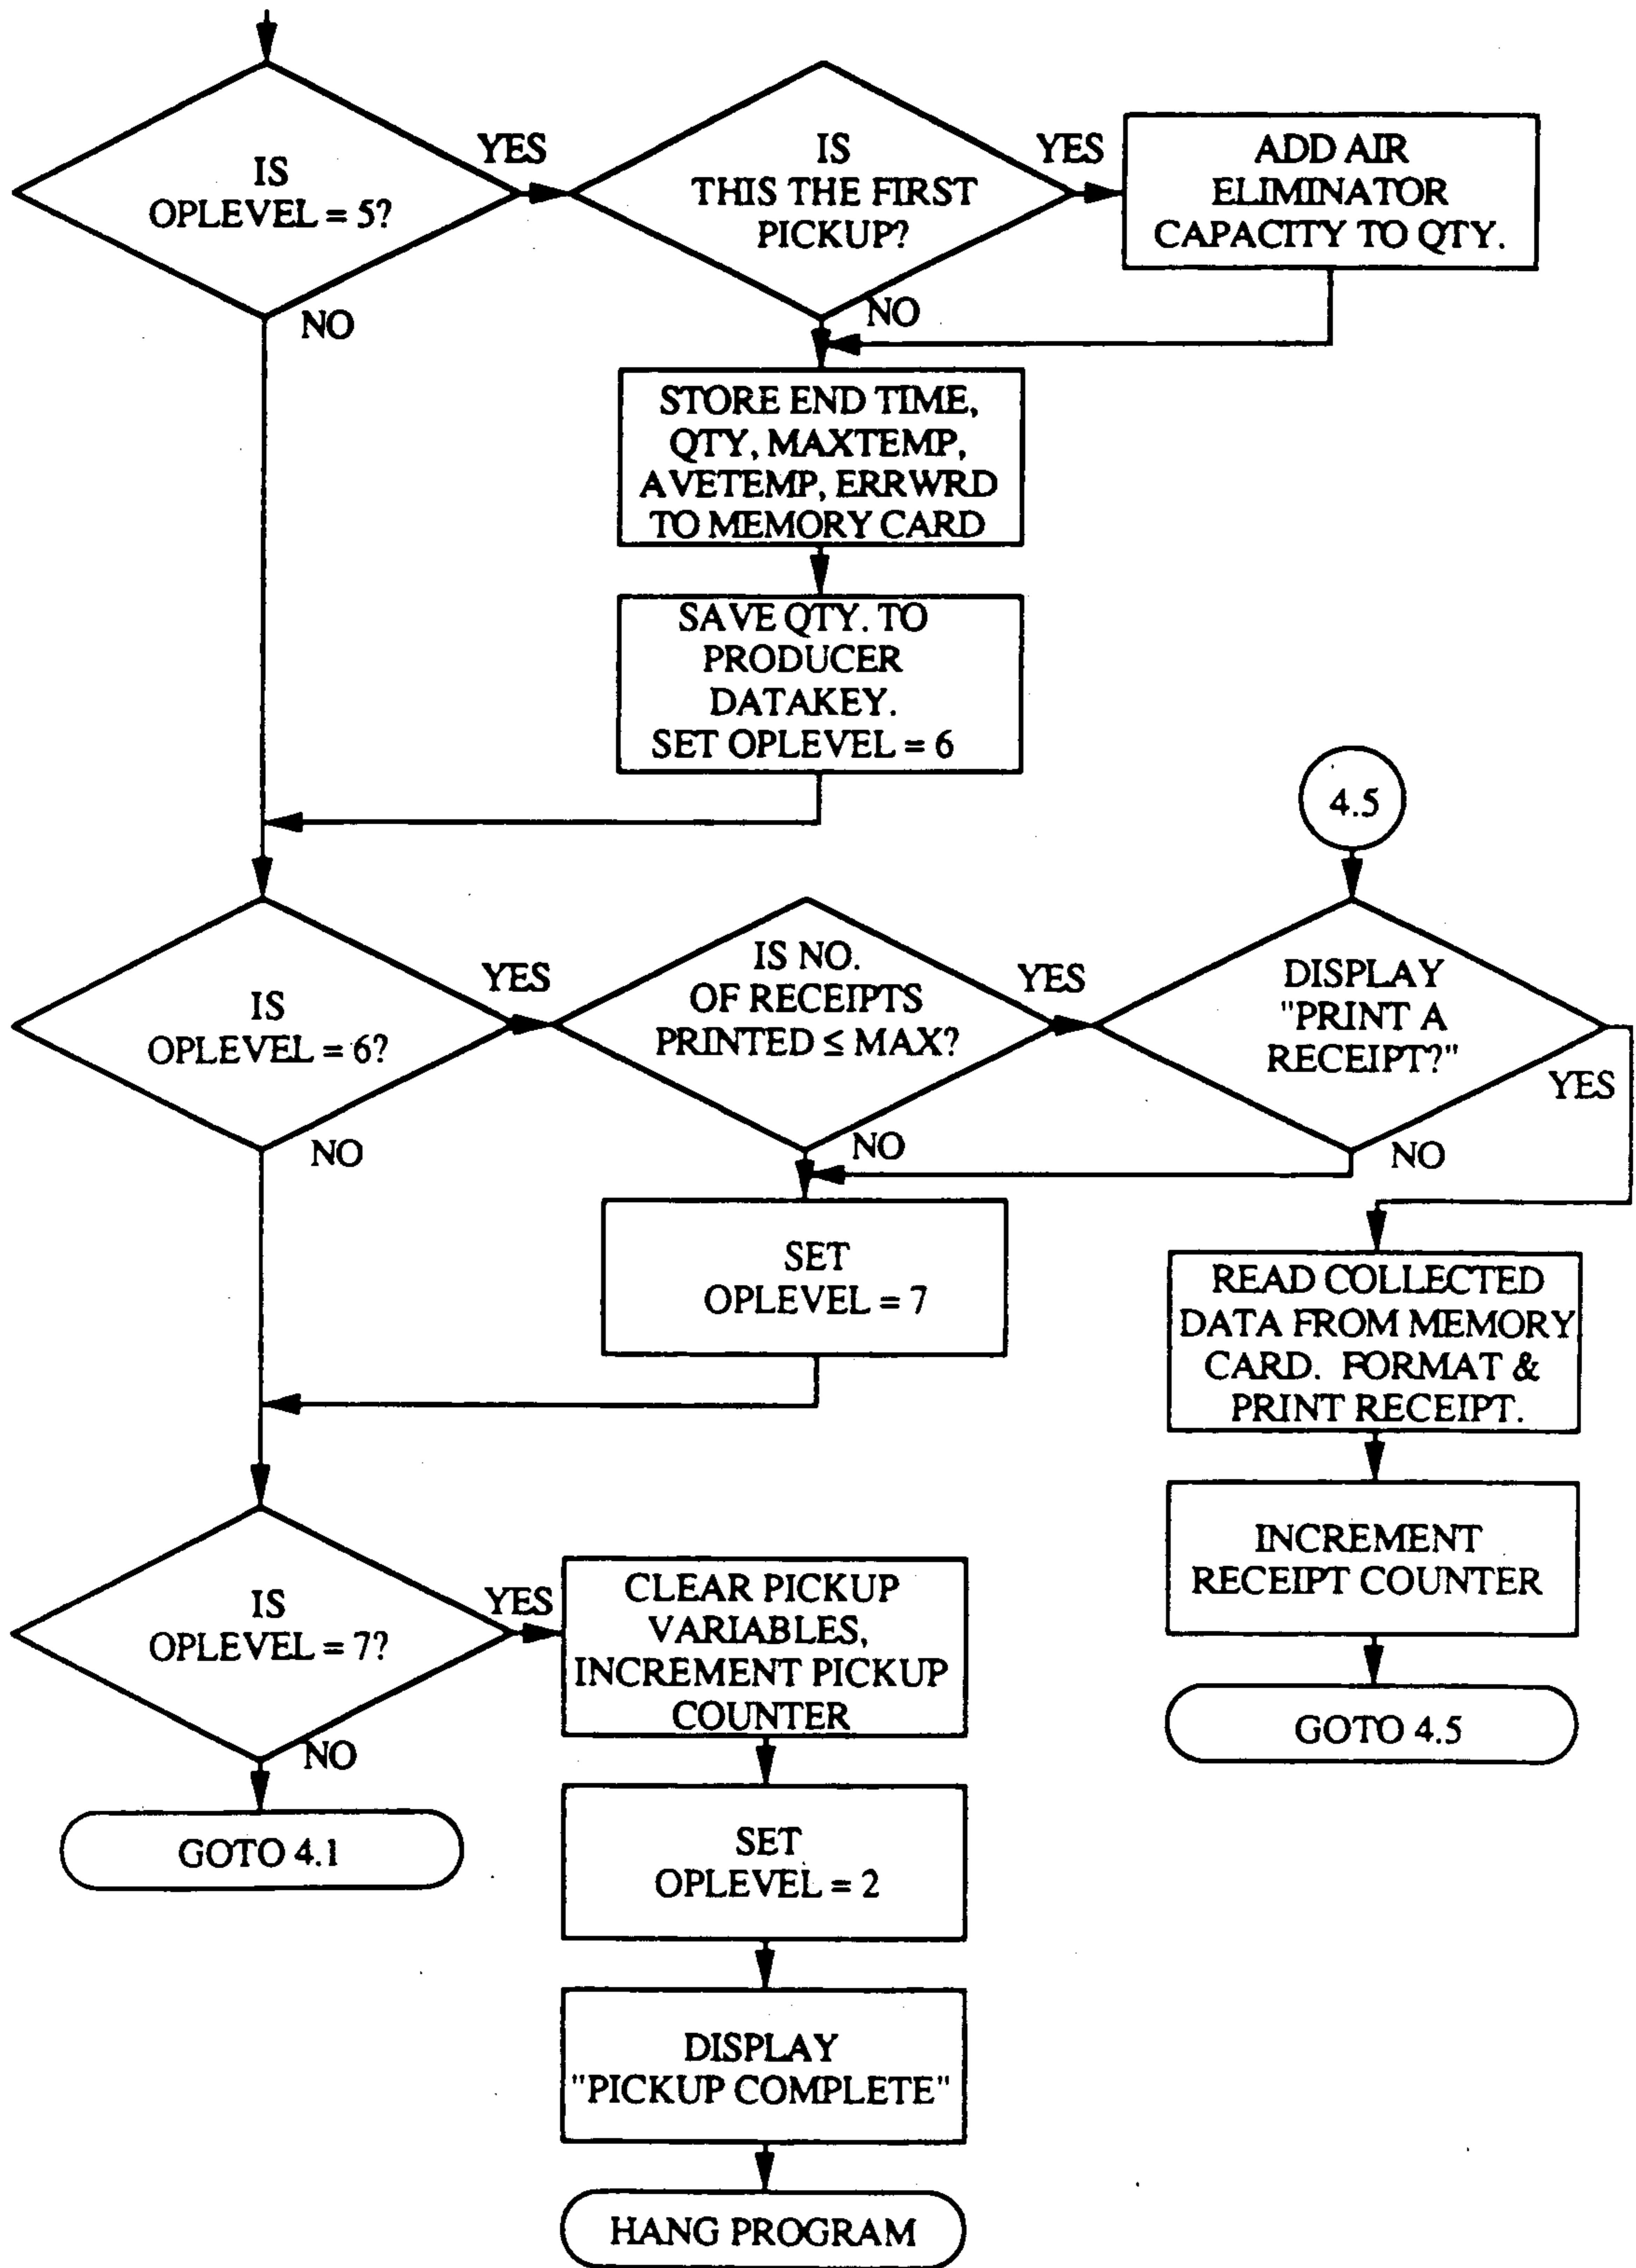 IS
OPLEVEL = 5?
YES
NO
IS
THIS THE FIRST
PICKUP?
YES
NO
ADD AIR
ELIMINATOR
CAPACITY TO QTY.
STORE END TIME,
QTY, MAXTEMP,
AVETEMP, ERRWRD
TO MEMORY CARD
SAVE QTY. TO
PRODUCER
DATAKEY.
SET OPLEVEL = 6
4.5
IS
OPLEVEL = 6?
YES
NO
IS NO.
OF RECEIPTS
PRINTED ≤ MAX?
YES
NO
DISPLAY
"PRINT A
RECEIPT?"
YES
NO
SET
OPLEVEL = 7
READ COLLECTED
DATA FROM MEMORY
CARD. FORMAT &
PRINT RECEIPT.
INCREMENT
RECEIPT COUNTER
GOTO 4.5
IS
OPLEVEL = 7?
YES
NO
GOTO 4.1
CLEAR PICKUP
VARIABLES,
INCREMENT PICKUP
COUNTER
SET
OPLEVEL = 2
DISPLAY
"PICKUP COMPLETE"
HANG PROGRAM